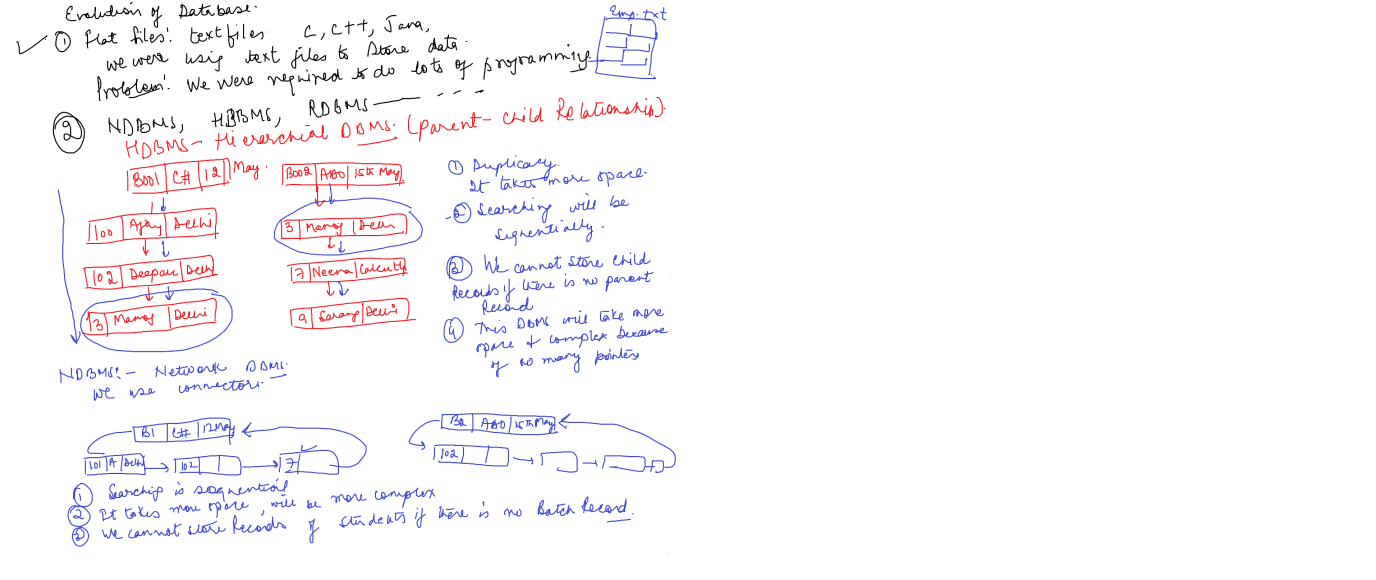 Evolution of Database.
① Flat files: text files C, C++, Java,
we were using text files to store data.
Problem: We were required to do lots of programming.
Emp.txt
② NDBMS, HDBMS, RDBMS ---
HDBMS - Hierarchial DBMS. (Parent - Child Relationship).
B001 | C# | 12 May.
100 | Ajay | Delhi
102 | Deepak | Delhi
13 | Manoj | Delhi
B002 | ADO | 15th May
3 | Manoj | Delhi
7 | Neena | Calcutta
9 | Sarang | Delhi
① Duplicacy.
It takes more space.
② Searching will be
Sequentially.
③ We cannot store child
Records if there is no parent
Record
④ This DBMS will take more
space & complex because
of so many pointers
NDBMS:- Network DBMS.
we use connectors.
B1 | C# | 12 May
101 | A | Delhi
102
7
B2 | ADO | 15th May
102
① Searching is sequential
② It takes more space, will be more complex
③ We cannot store Records of students if there is no Batch Record.